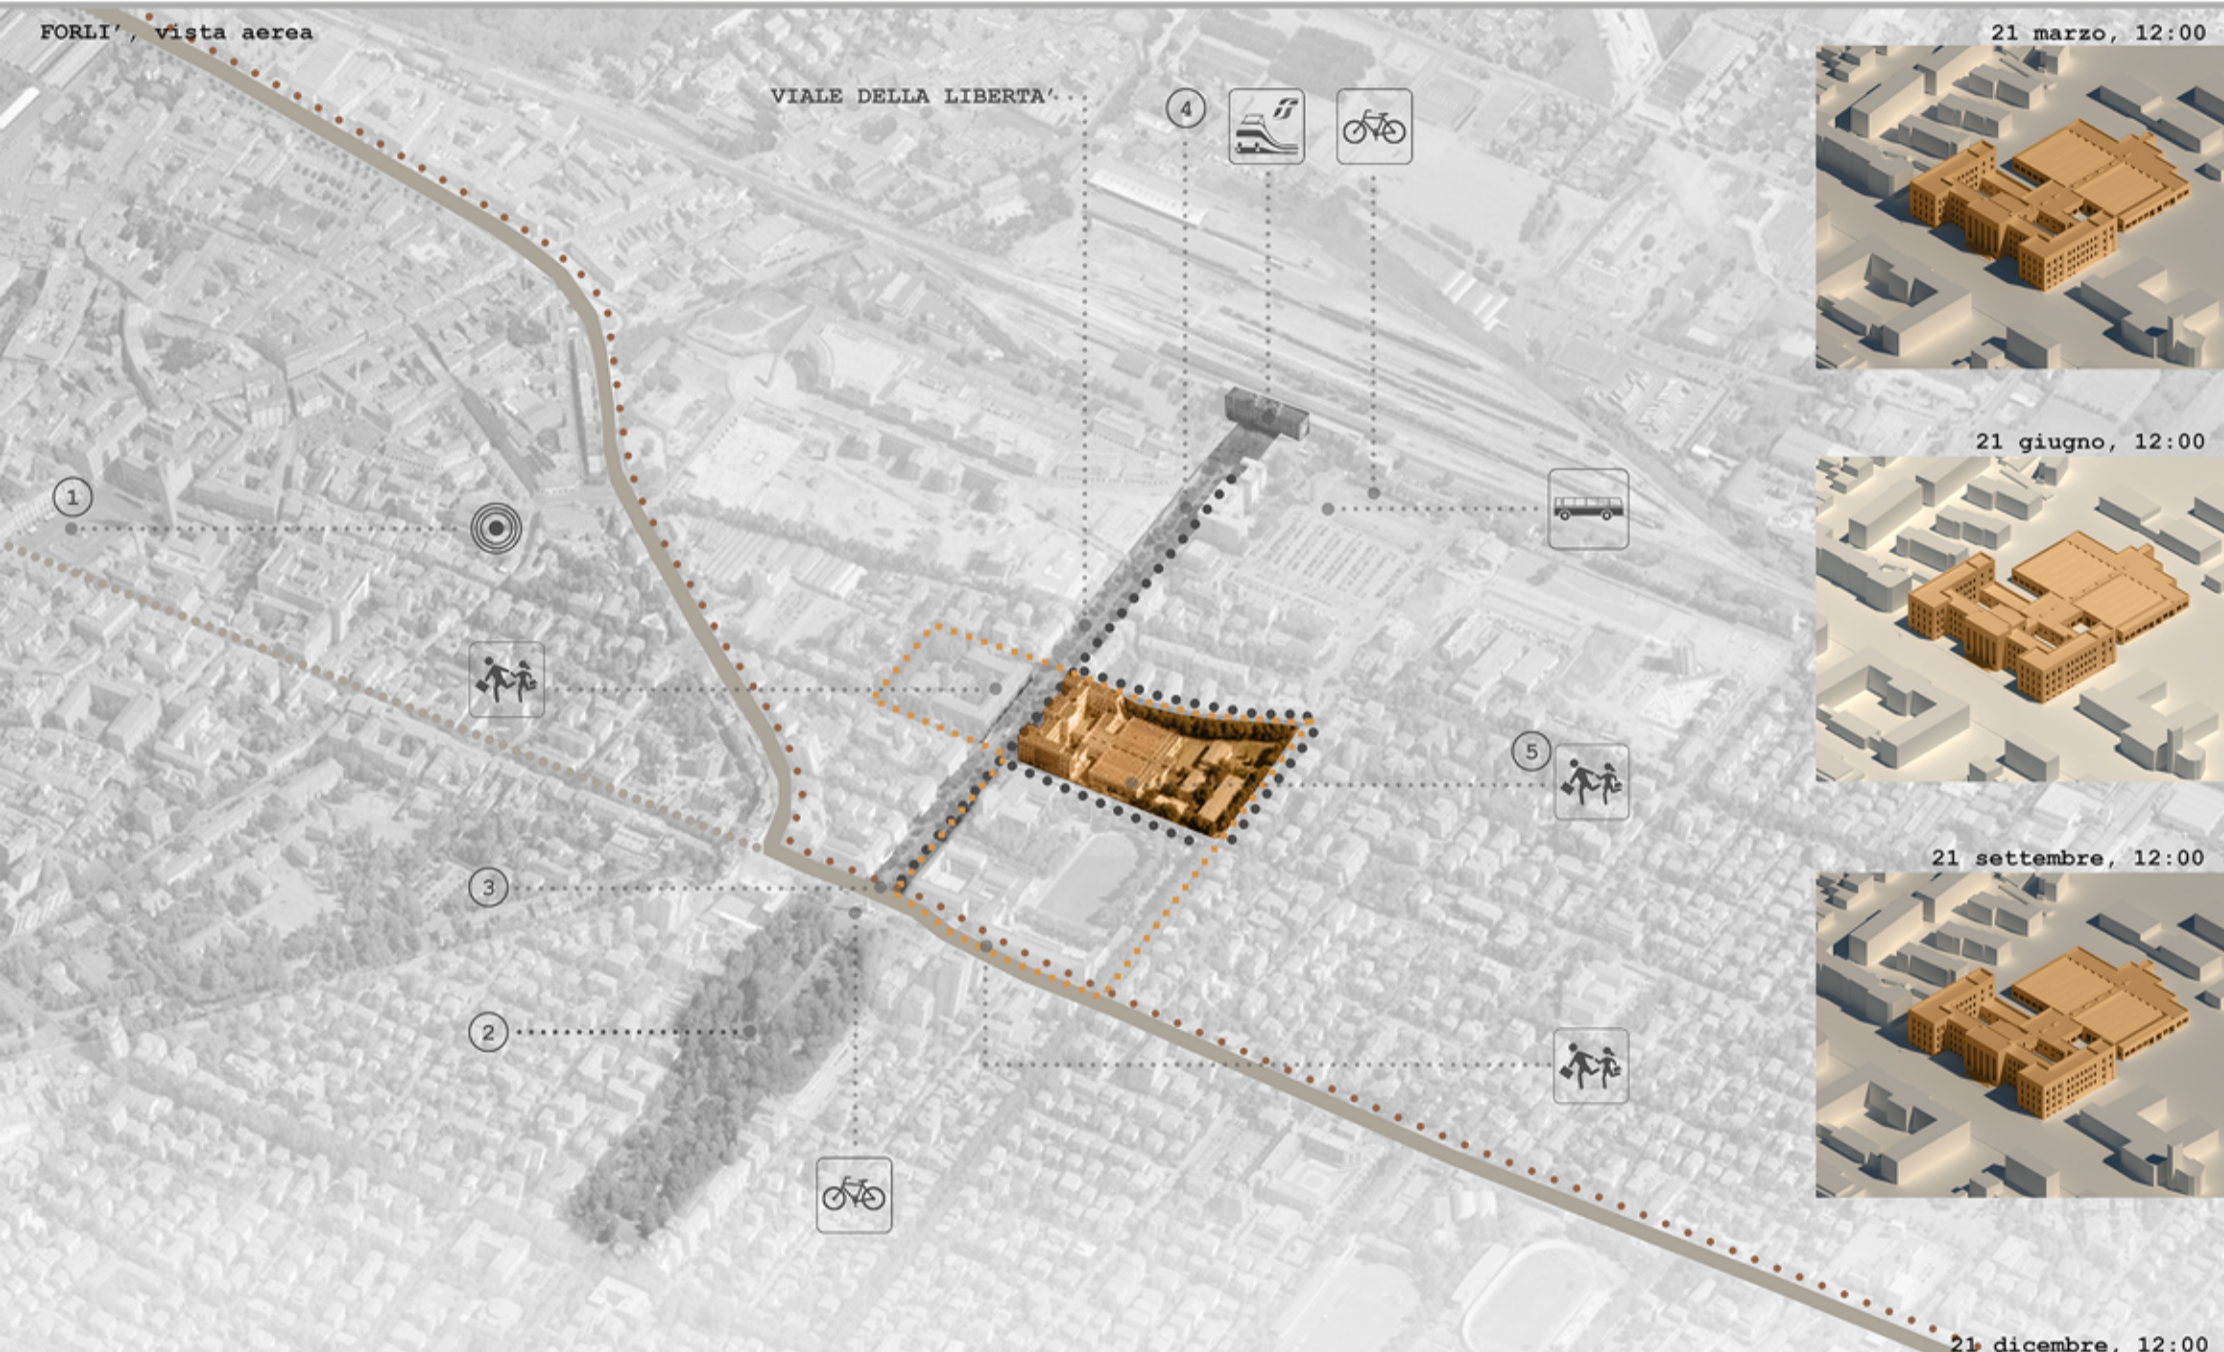 FORLI', vista aerea
21 marzo, 12:00
VIALE DELLA LIBERTA'
4
21 giugno, 12:00
1
5
21 settembre, 12:00
3
2
21 dicembre, 12:00